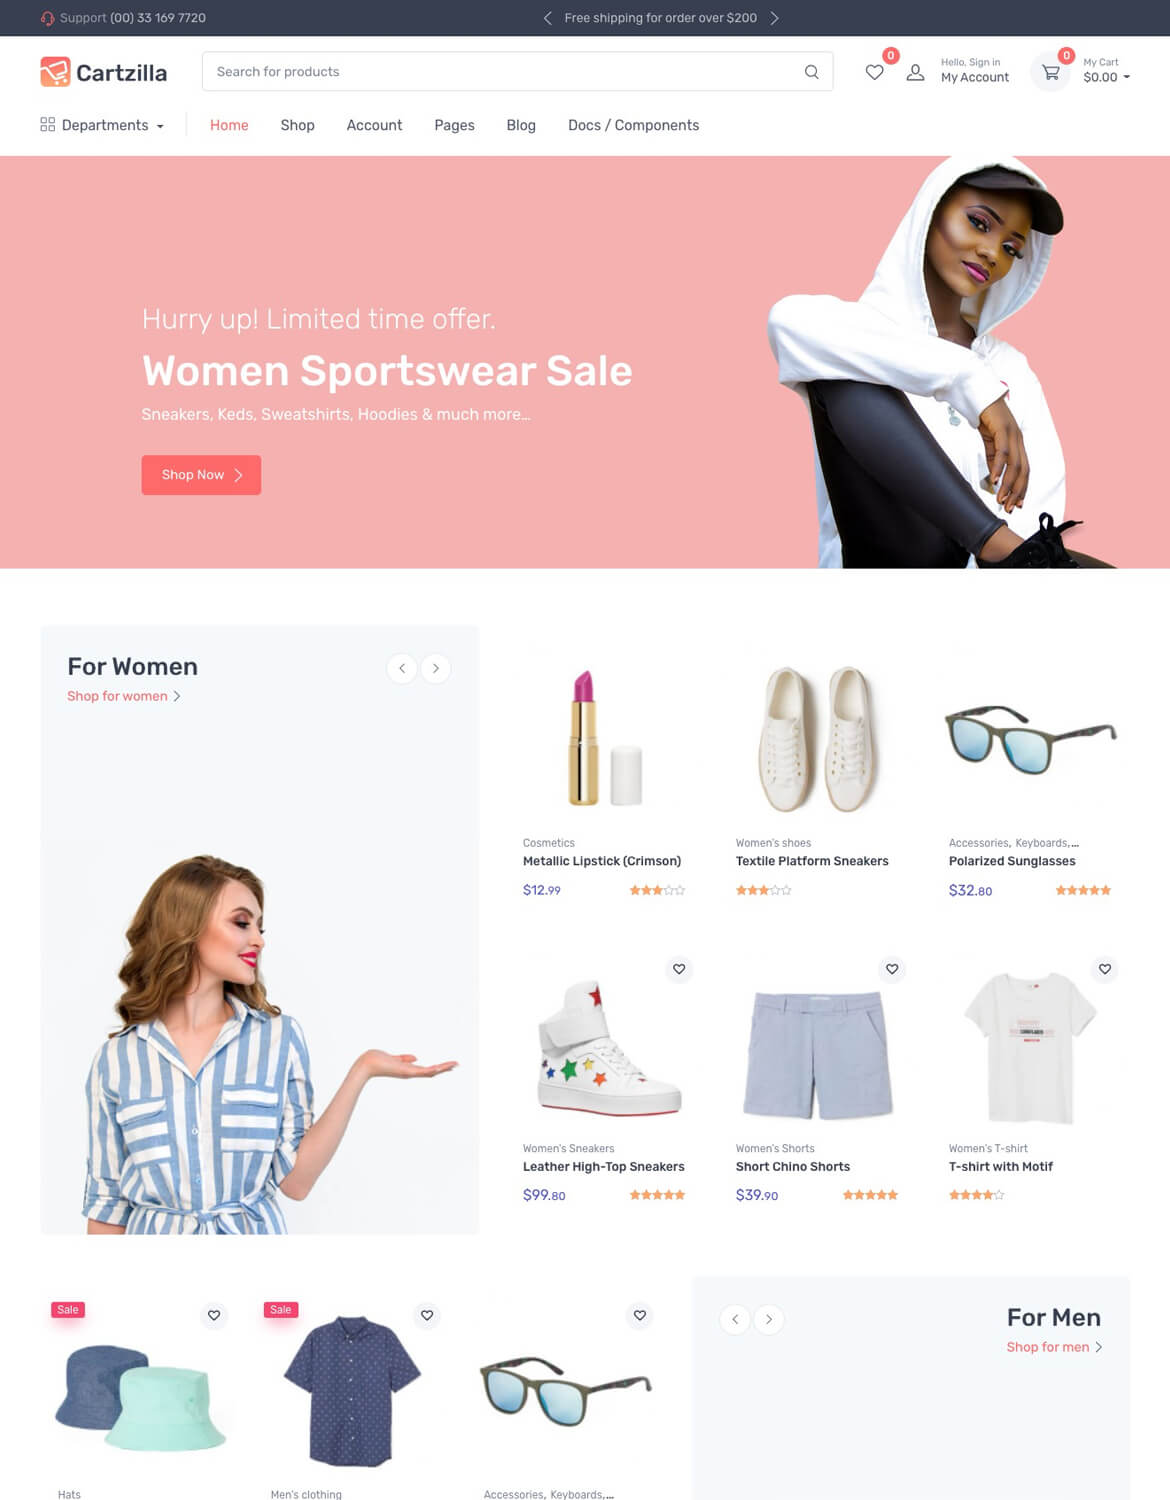 Support (00) 33 169 7720
Free shipping for order over $200
Cartzilla
Search for products
0
Hello, Sign in
My Account
0
My Cart
$0.00
Departments
Home
Shop
Account
Pages
Blog
Docs / Components
Hurry up! Limited time offer.
Women Sportswear Sale
Sneakers, Keds, Sweatshirts, Hoodies & much more...
Shop Now
For Women
Shop for women
Cosmetics
Metallic Lipstick (Crimson)
$12.99
Women's shoes
Textile Platform Sneakers
Accessories, Keyboards,...
Polarized Sunglasses
$32.80
Women's Sneakers
Leather High-Top Sneakers
$99.80
Women's Shorts
Short Chino Shorts
$39.90
Women's T-shirt
T-shirt with Motif
Sale
Hats
Sale
Men's clothing
Accessories, Keyboards,...
For Men
Shop for men